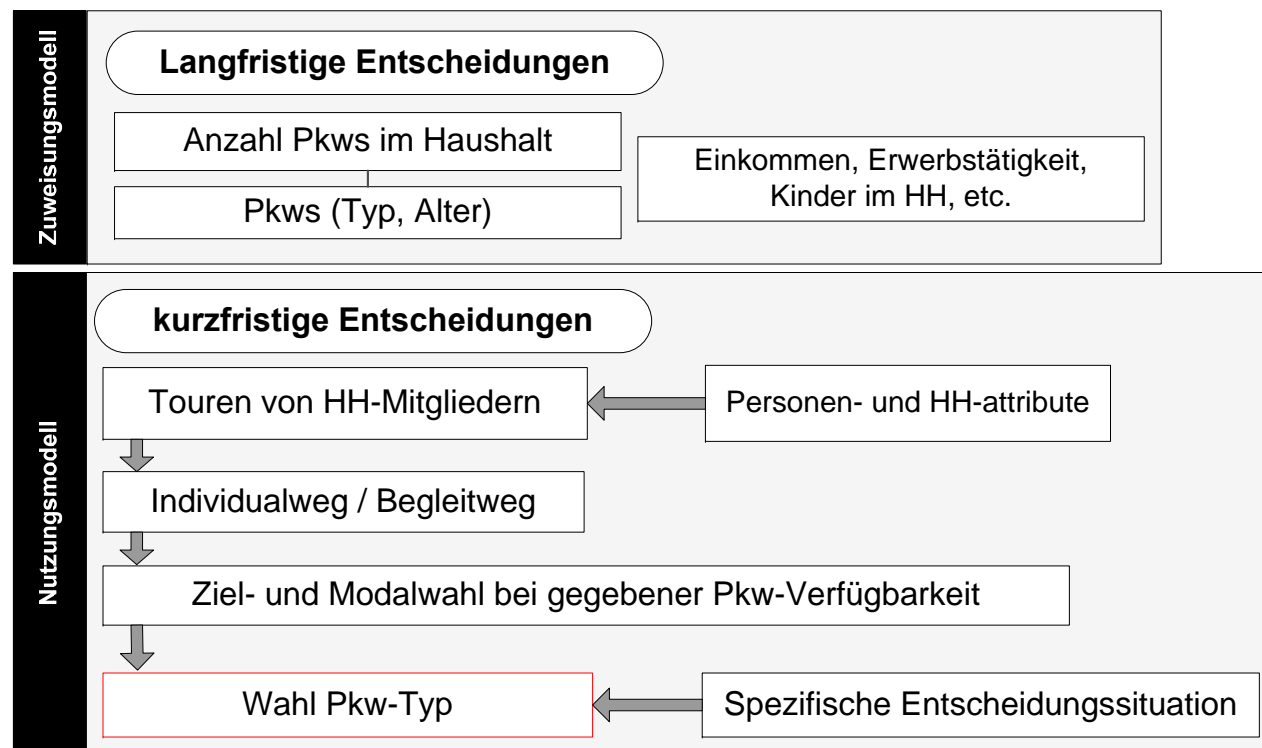 Zuweisungsmodell
Langfristige Entscheidungen
Anzahl Pkws im Haushalt
Pkws (Typ, Alter)
Einkommen, Erwerbstätigkeit,
Kinder im HH, etc.
Nutzungsmodell
kurzfristige Entscheidungen
Touren von HH-Mitgliedern
Personen- und HH-attribute
Individualweg / Begleitweg
Ziel- und Modalwahl bei gegebener Pkw-Verfügbarkeit
Wahl Pkw-Typ
Spezifische Entscheidungssituation